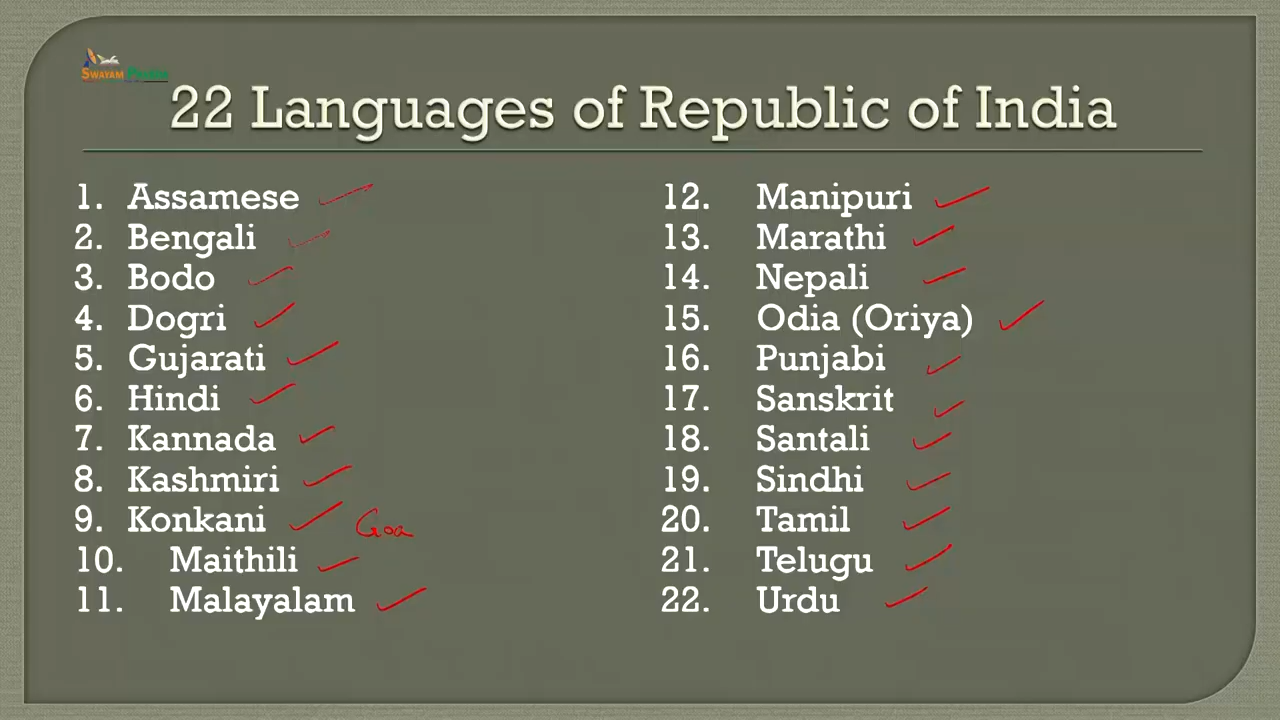 SWAYAM PRABHA
22 Languages of Republic of India
1. Assamese
2. Bengali
3. Bodo
4. Dogri
5. Gujarati
6. Hindi
7. Kannada
8. Kashmiri
9. Konkani Goa
10. Maithili
11. Malayalam
12. Manipuri
13. Marathi
14. Nepali
15. Odia (Oriya)
16. Punjabi
17. Sanskrit
18. Santali
19. Sindhi
20. Tamil
21. Telugu
22. Urdu